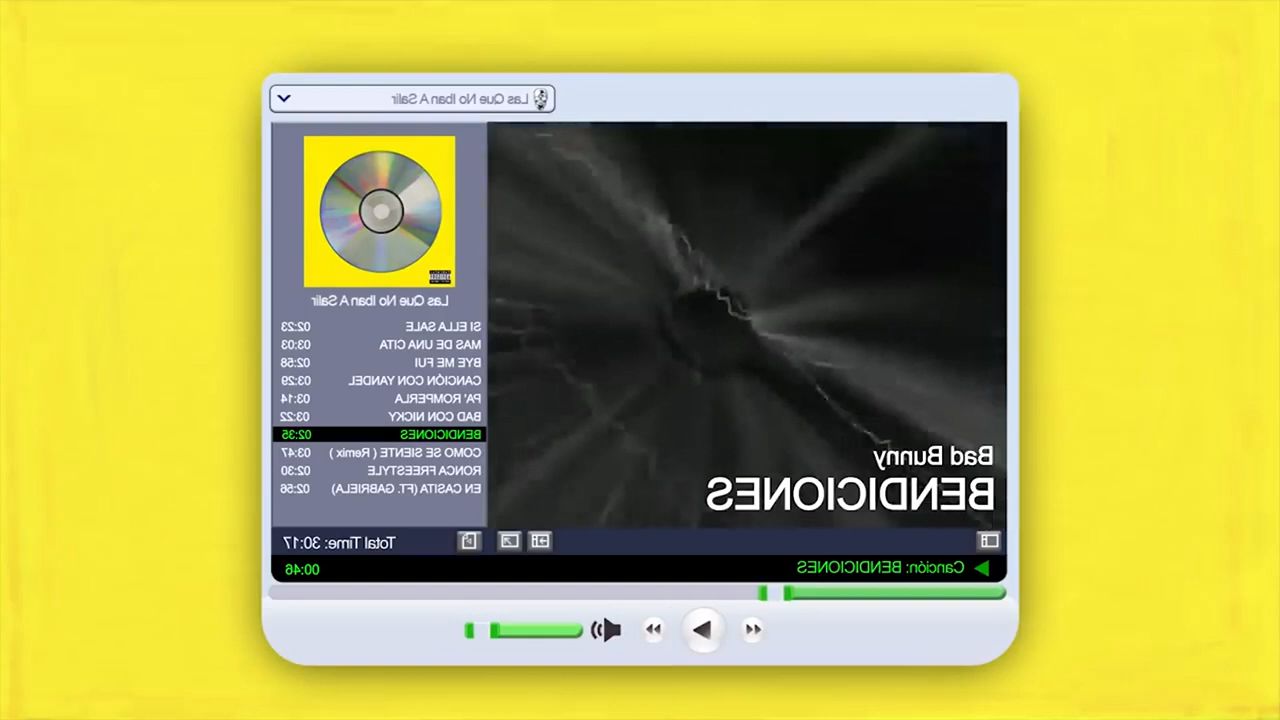 Las Que No Iban A Salir
Bad Bunny
BENDICIONES
Las Que No Iban A Salir
SI ELLA SALE 02:23
MAS DE UNA CITA 03:03
BYE ME FUI 02:58
CANCIÓN CON YANDEL 03:29
PA' ROMPERLA 03:14
BAD CON NICKY 03:22
BENDICIONES 02:35
COMO SE SIENTE ( Remix ) 03:47
RONCA FREESTYLE 02:30
EN CASITA (FT. GABRIELA) 02:56
Total Time: 30:17
Canción: BENDICIONES 00:46